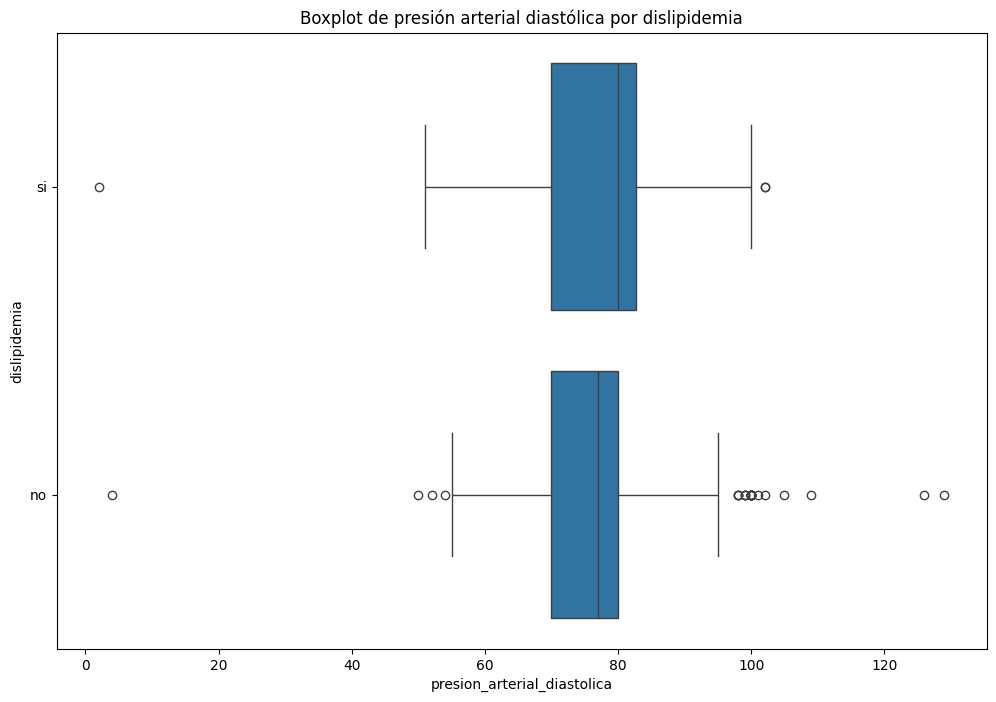 Boxplot de presión arterial diastólica por dislipidemia
si
no
dislipidemia
0 20 40 60 80 100 120
presion_arterial_diastolica